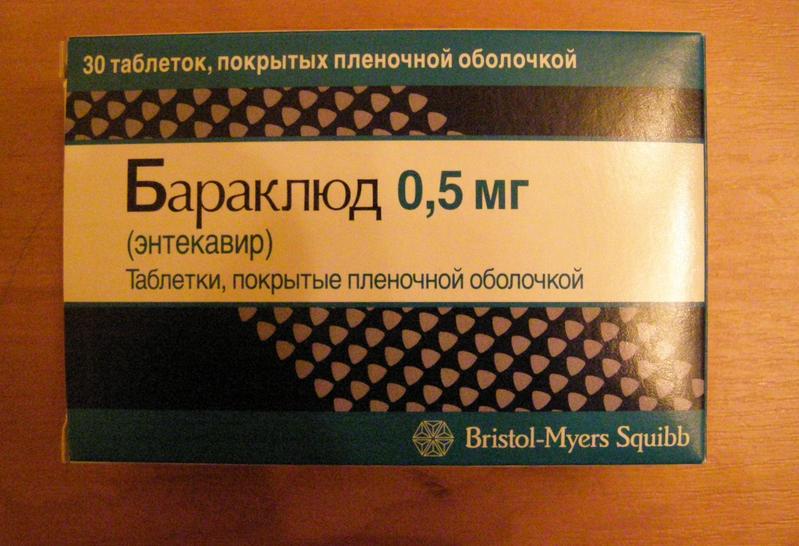 30 таблеток, покрытых пленочной оболочкой
Бараклюд 0,5 мг
(энтекавир)
Таблетки, покрытые пленочной оболочкой
Bristol-Myers Squibb